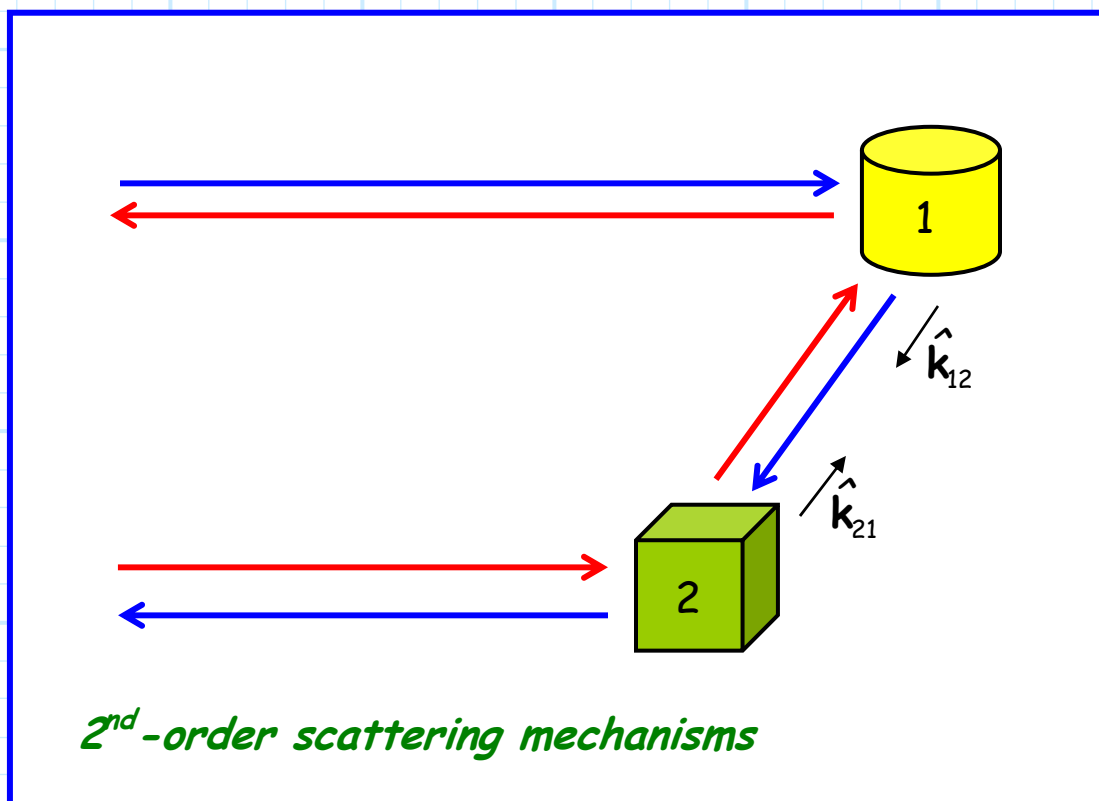 1
k̂₁₂
k̂₂₁
2
2ⁿᵈ-order scattering mechanisms